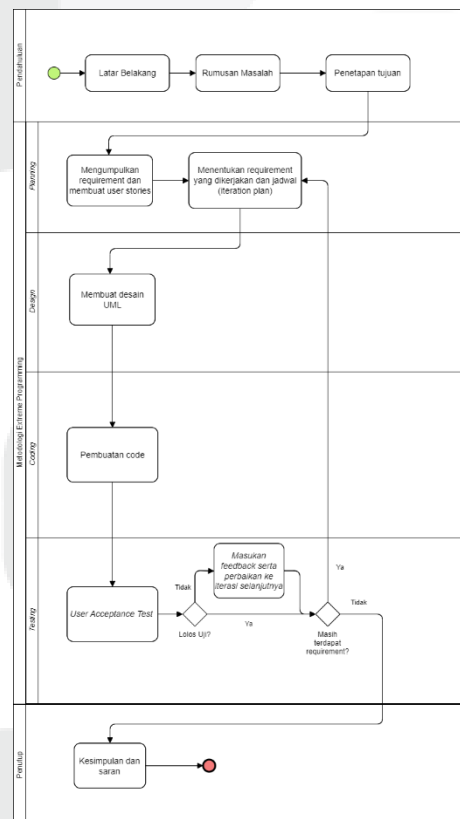 Pendahuluan
Latar Belakang
Rumusan Masalah
Penetapan tujuan
Metodologi Extreme Programming
Planning
Mengumpulkan
requirement dan
membuat user stories
Menentukan requirement
yang dikerjakan dan jadwal
(iteration plan)
Design
Membuat desain
UML
Coding
Pembuatan code
Testing
User Acceptance Test
Lolos Uji?
Tidak
Masukan
feedback serta
perbaikan ke
iterasi selanjutnya
Ya
Masih
terdapat
requirement?
Ya
Tidak
Penutup
Kesimpulan dan
saran